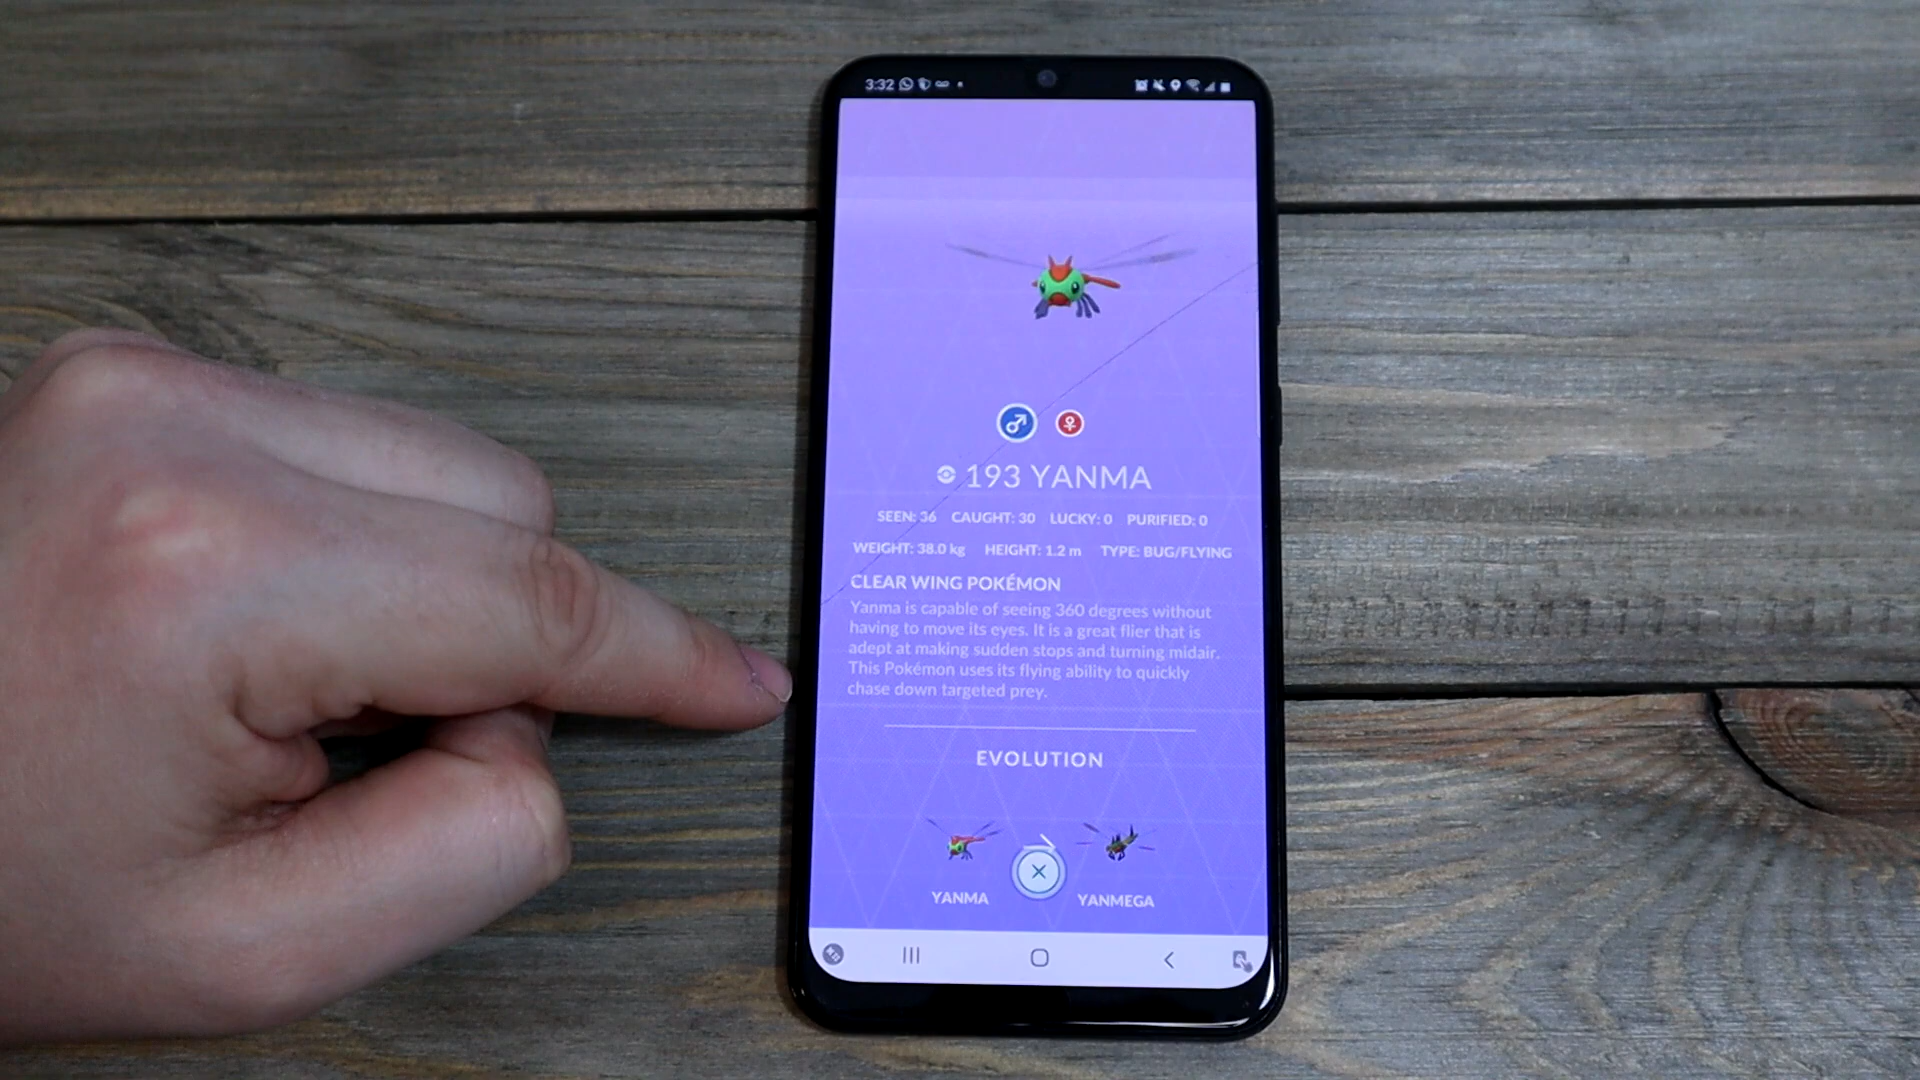 3:32
193 YANMA
SEEN: 36 CAUGHT: 30 LUCKY: 0 PURIFIED: 0
WEIGHT: 38.0 kg HEIGHT: 1.2 m TYPE: BUG/FLYING
CLEAR WING POKÉMON
Yanma is capable of seeing 360 degrees without
having to move its eyes. It is a great flier that is
adept at making sudden stops and turning midair.
This Pokémon uses its flying ability to quickly
chase down targeted prey.
EVOLUTION
YANMA YANMEGA